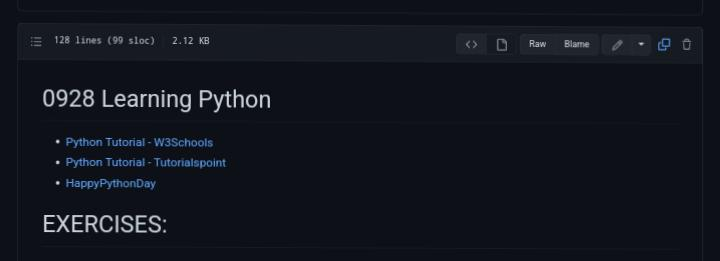 128 lines (99 sloc) 2.12 KB
Raw Blame
0928 Learning Python
Python Tutorial - W3Schools
Python Tutorial - Tutorialspoint
HappyPythonDay
EXERCISES: